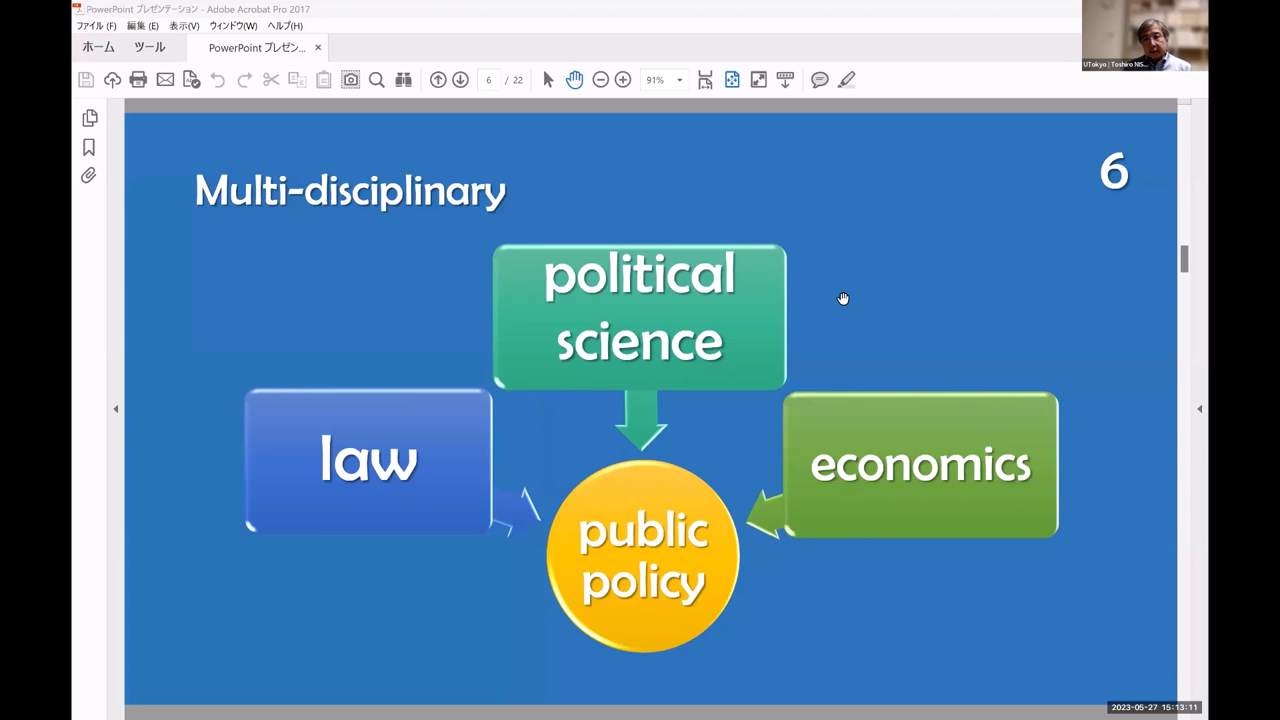 PowerPoint プレゼンテーション - Adobe Acrobat Pro 2017
ファイル (F) 編集 (E) 表示(V) ウィンドウ(W) ヘルプ(H)
ホーム ツール PowerPoint プレゼン... ×
6 / 22 91%
UTokyo | Toshiro NIS...
Multi-disciplinary
6
political
science
law
economics
public
policy
2023-05-27 15:13:11